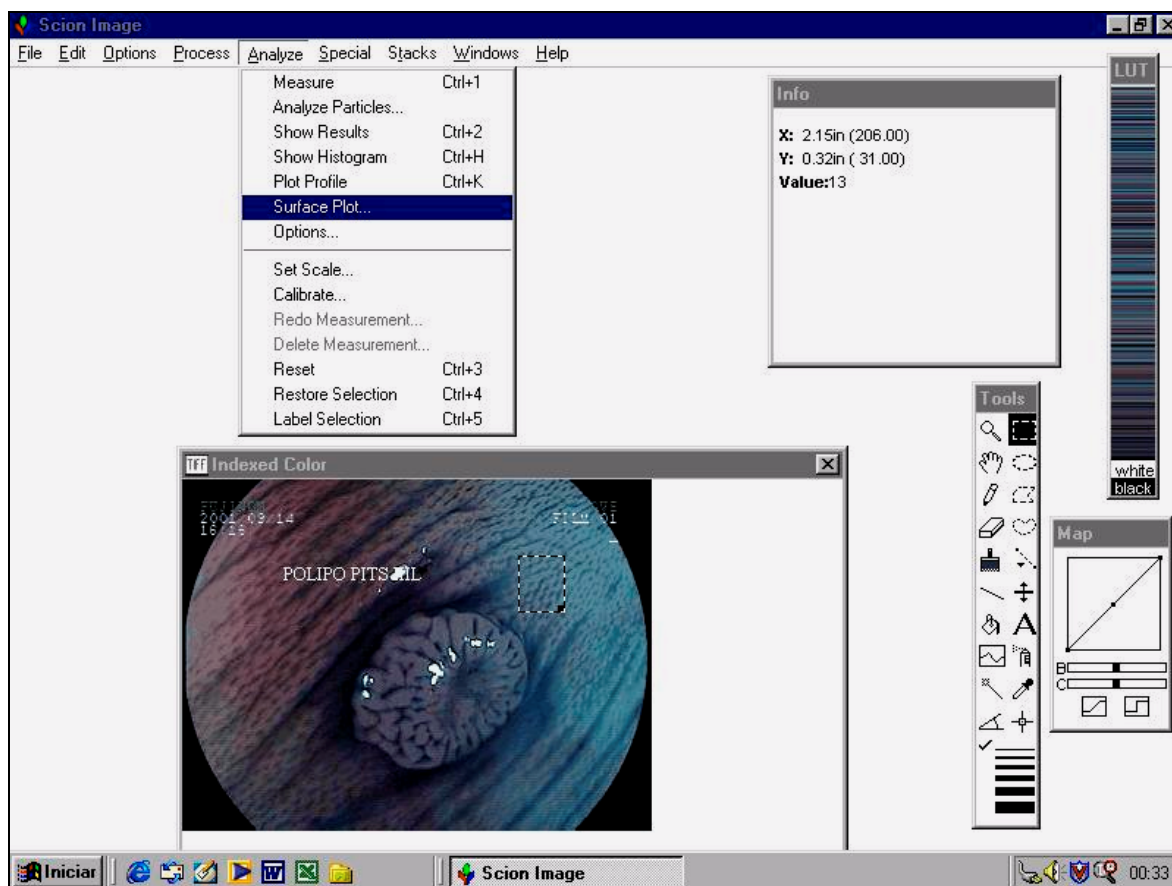 Scion Image
File Edit Options Process Analyze Special Stacks Windows Help
Measure Ctrl+1
Analyze Particles...
Show Results Ctrl+2
Show Histogram Ctrl+H
Plot Profile Ctrl+K
Surface Plot...
Options...
Set Scale...
Calibrate...
Redo Measurement...
Delete Measurement...
Reset Ctrl+3
Restore Selection Ctrl+4
Label Selection Ctrl+5
Info
X: 2.15in (206.00)
Y: 0.32in ( 31.00)
Value:13
LUT
white
black
Tools
A
Map
B
C
TIFF Indexed Color
2001/09/14
POLIPO PITS
Iniciar
W
Scion Image
00:33